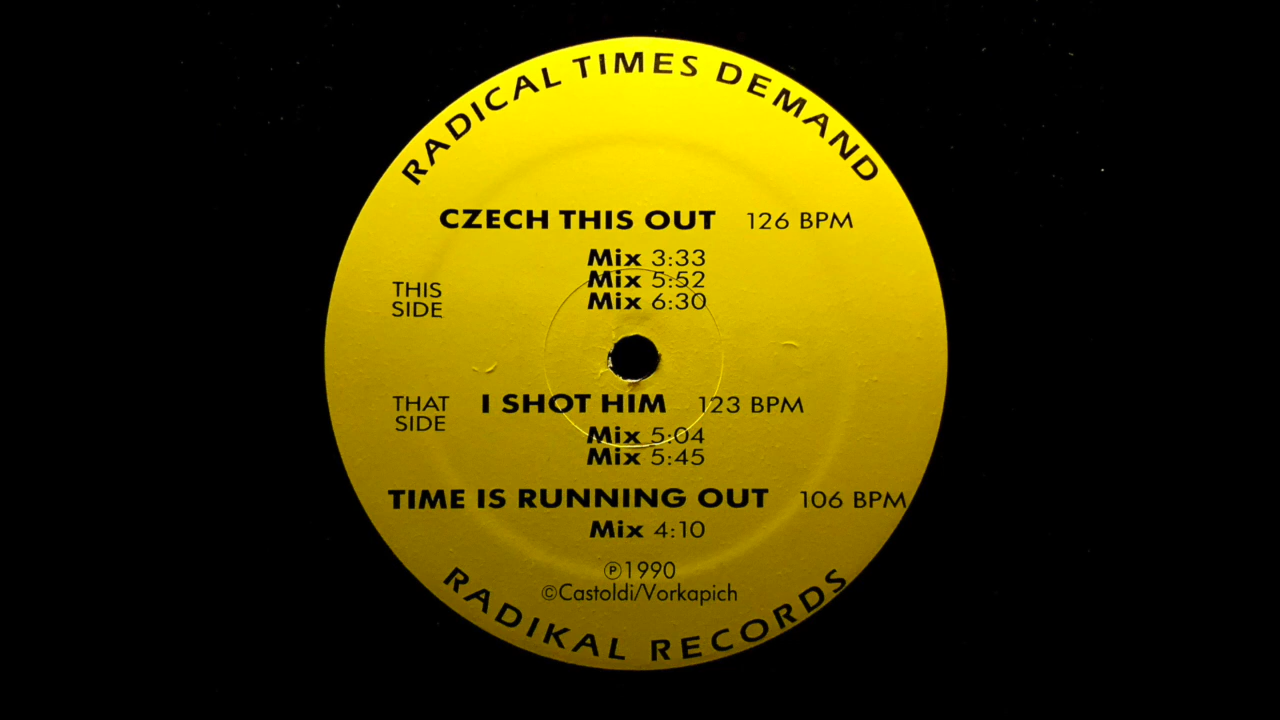 RADICAL TIMES DEMAND
CZECH THIS OUT 126 BPM
Mix 3:33
Mix 5:52
Mix 6:30
THIS
SIDE
THAT
SIDE
I SHOT HIM 123 BPM
Mix 5:04
Mix 5:45
TIME IS RUNNING OUT 106 BPM
Mix 4:10
℗1990
©Castoldi/Vorkapich
RADIKAL RECORDS